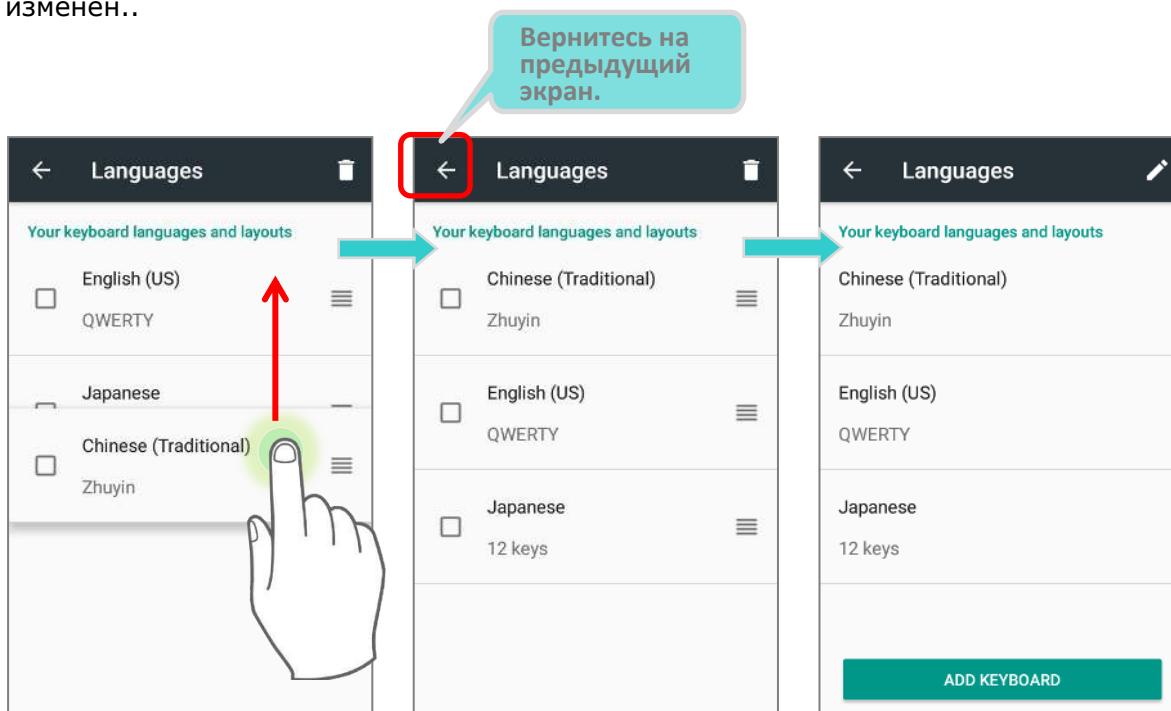 изменен..
Вернитесь на
предыдущий
экран.
Languages
Your keyboard languages and layouts
English (US)
QWERTY
Japanese
Chinese (Traditional)
Zhuyin
Languages
Your keyboard languages and layouts
Chinese (Traditional)
Zhuyin
English (US)
QWERTY
Japanese
12 keys
Languages
Your keyboard languages and layouts
Chinese (Traditional)
Zhuyin
English (US)
QWERTY
Japanese
12 keys
ADD KEYBOARD